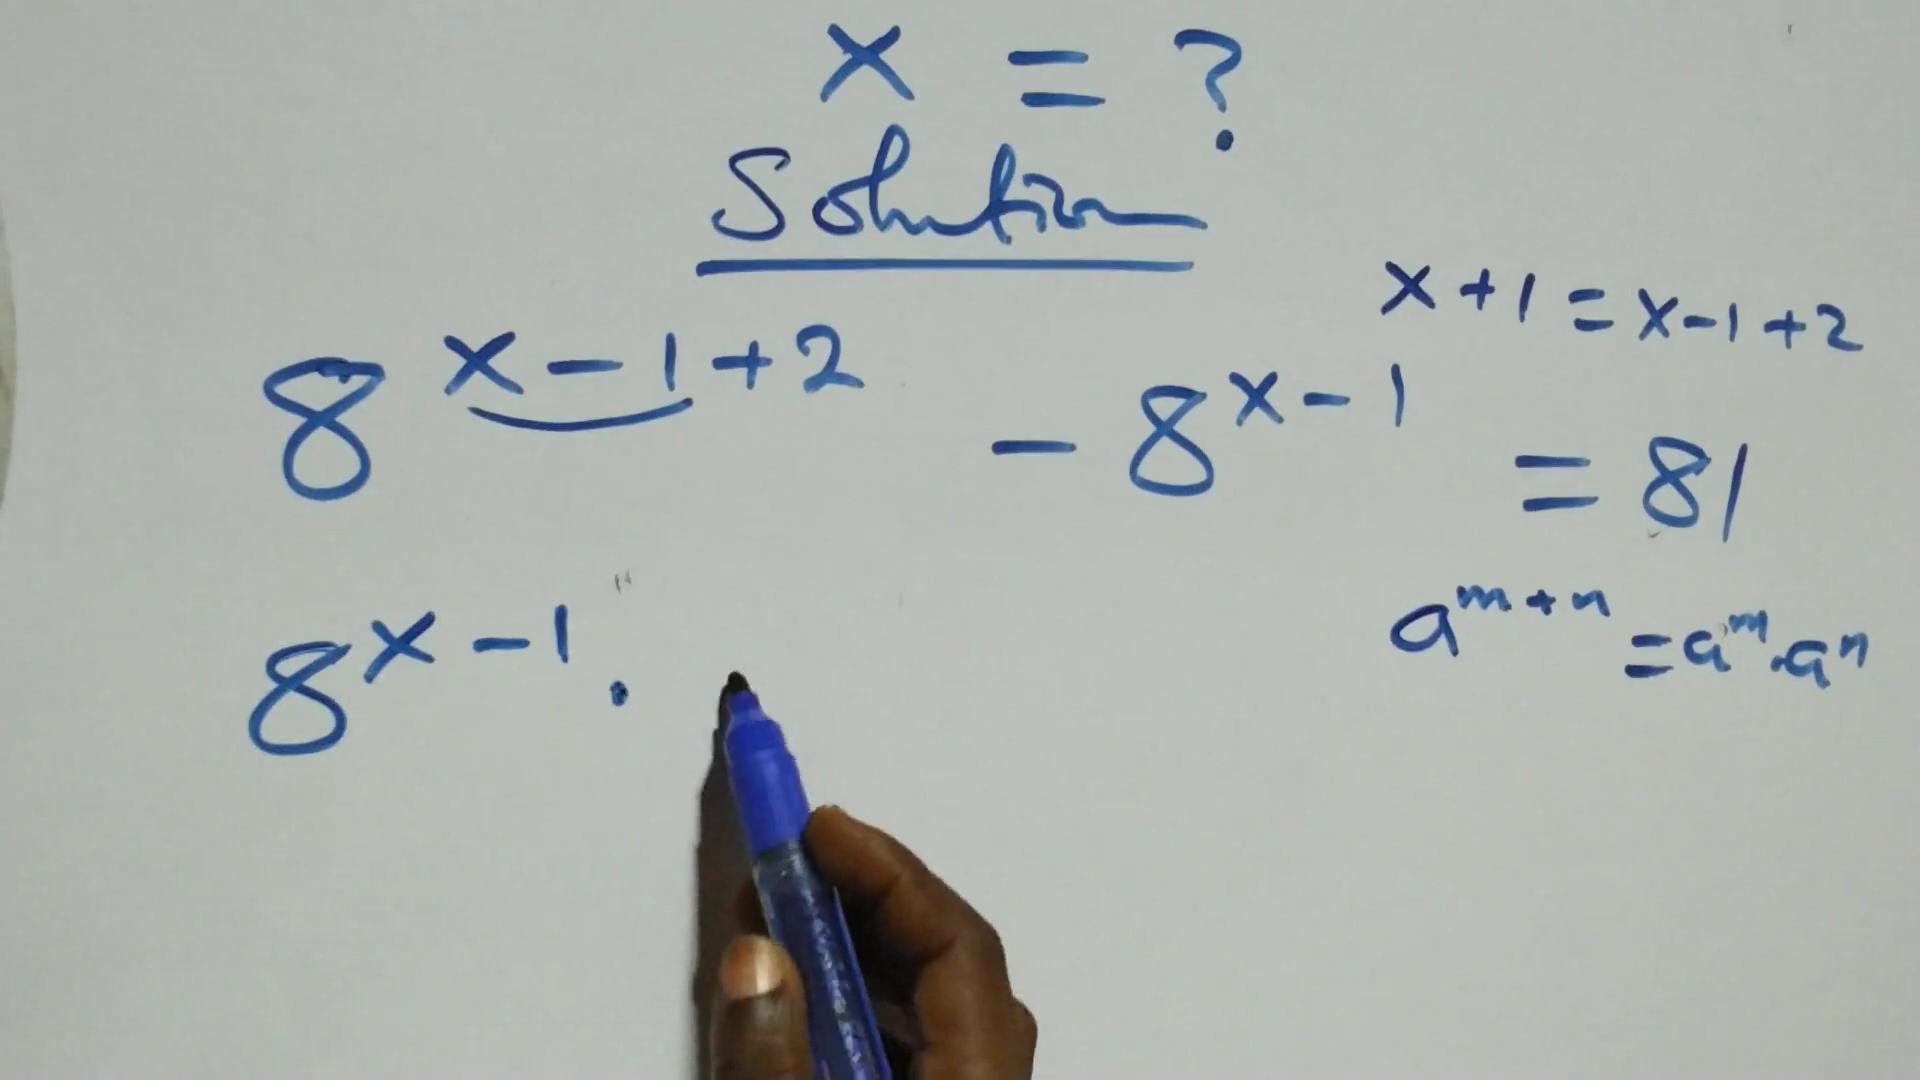 x = ?
Solution
x + 1 = x - 1 + 2
8^{x - 1 + 2} - 8^{x - 1} = 81
a^{m + n} = a^m . a^n
8^{x - 1} .